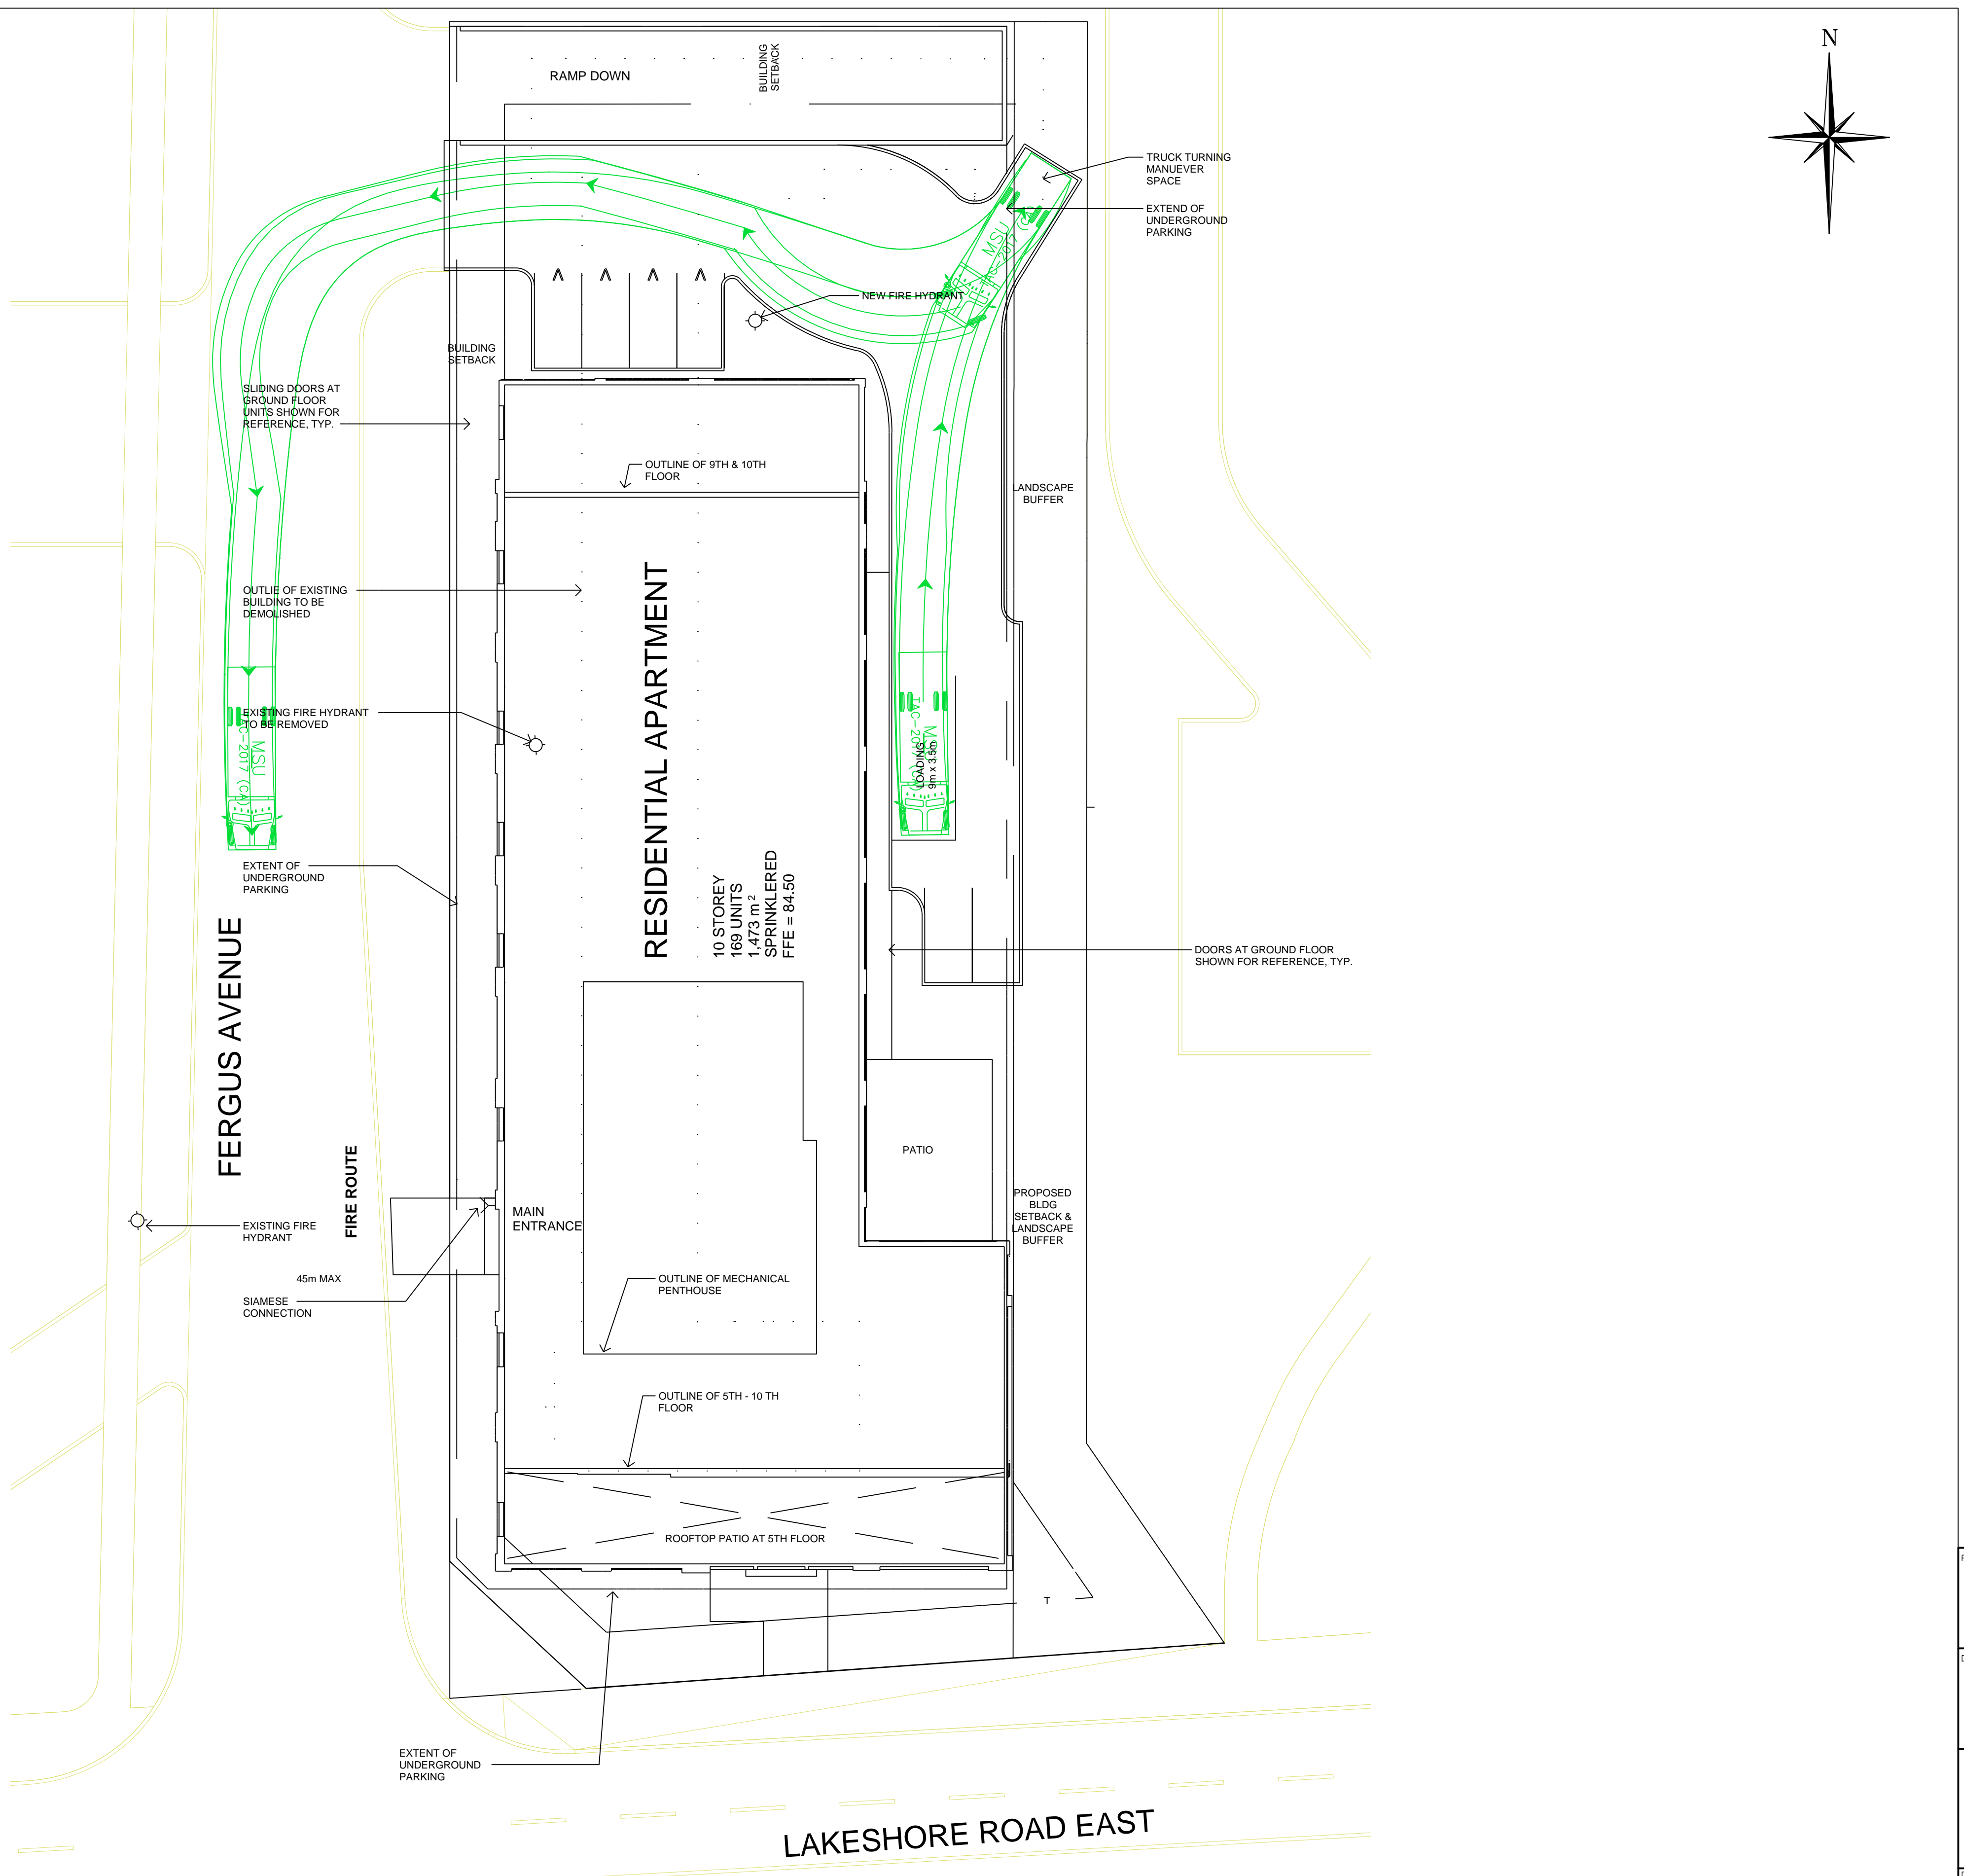 N
RAMP DOWN
BUILDING
SETBACK
TRUCK TURNING
MANUEVER
SPACE
EXTEND OF
UNDERGROUND
PARKING
MSU
TAC-2017 (CA)
NEW FIRE HYDRANT
BUILDING
SETBACK
SLIDING DOORS AT
GROUND FLOOR
UNITS SHOWN FOR
REFERENCE, TYP.
OUTLINE OF 9TH & 10TH
FLOOR
LANDSCAPE
BUFFER
OUTLIE OF EXISTING
BUILDING TO BE
DEMOLISHED
RESIDENTIAL APARTMENT
10 STOREY
169 UNITS
1,473 m²
SPRINKLERED
FFE = 84.50
EXISTING FIRE HYDRANT
TO BE REMOVED
MSU
TAC-2017 (CA)
MSU
TAC-2017 (CA)
LOADING
9m x 3.5m
EXTENT OF
UNDERGROUND
PARKING
FERGUS AVENUE
DOORS AT GROUND FLOOR
SHOWN FOR REFERENCE, TYP.
PATIO
FIRE ROUTE
MAIN
ENTRANCE
PROPOSED
BLDG
SETBACK &
LANDSCAPE
BUFFER
EXISTING FIRE
HYDRANT
45m MAX
SIAMESE
CONNECTION
OUTLINE OF MECHANICAL
PENTHOUSE
OUTLINE OF 5TH - 10 TH
FLOOR
ROOFTOP PATIO AT 5TH FLOOR
T
EXTENT OF
UNDERGROUND
PARKING
LAKESHORE ROAD EAST